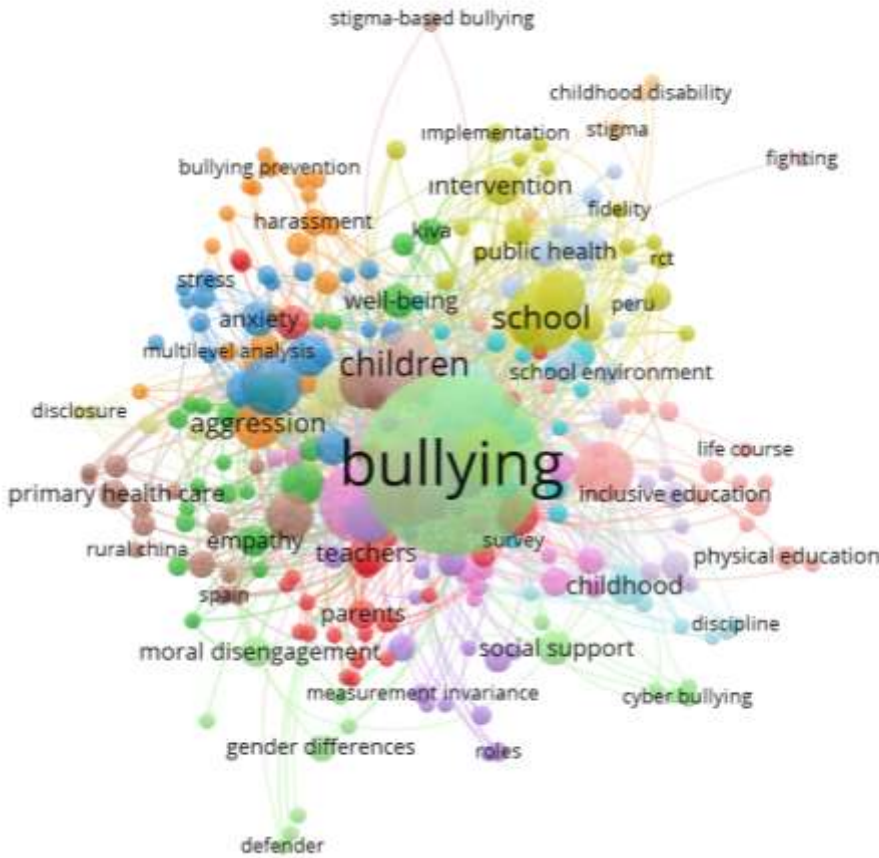 stigma-based bullying
childhood disability
implementation
stigma
fighting
bullying prevention
intervention
harassment
fidelity
kiva
public health
rct
stress
well-being
peru
anxiety
school
multilevel analysis
children
school environment
disclosure
aggression
bullying
life course
primary health care
inclusive education
rural china
empathy
teachers
survey
physical education
spain
parents
childhood
discipline
moral disengagement
social support
measurement invariance
cyber bullying
gender differences
roles
defender